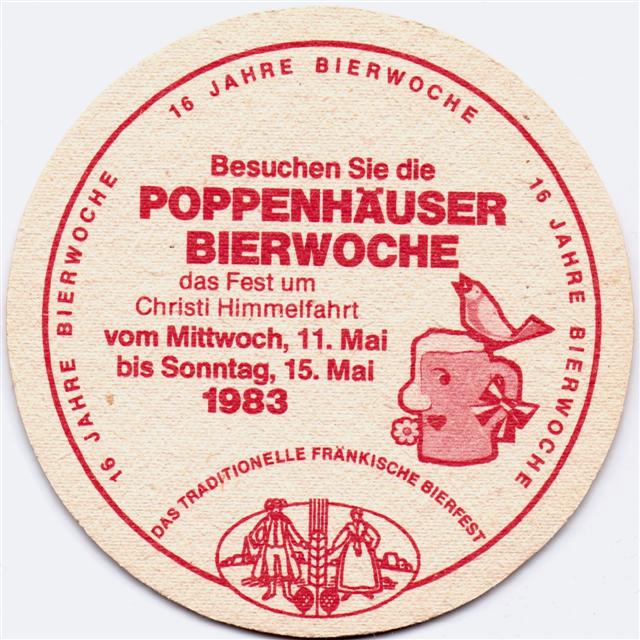 16 JAHRE BIERWOCHE
16 JAHRE BIERWOCHE
16 JAHRE BIERWOCHE
Besuchen Sie die
POPPENHÄUSER
BIERWOCHE
das Fest um
Christi Himmelfahrt
vom Mittwoch, 11. Mai
bis Sonntag, 15. Mai
1983
DAS TRADITIONELLE FRÄNKISCHE BIERFEST